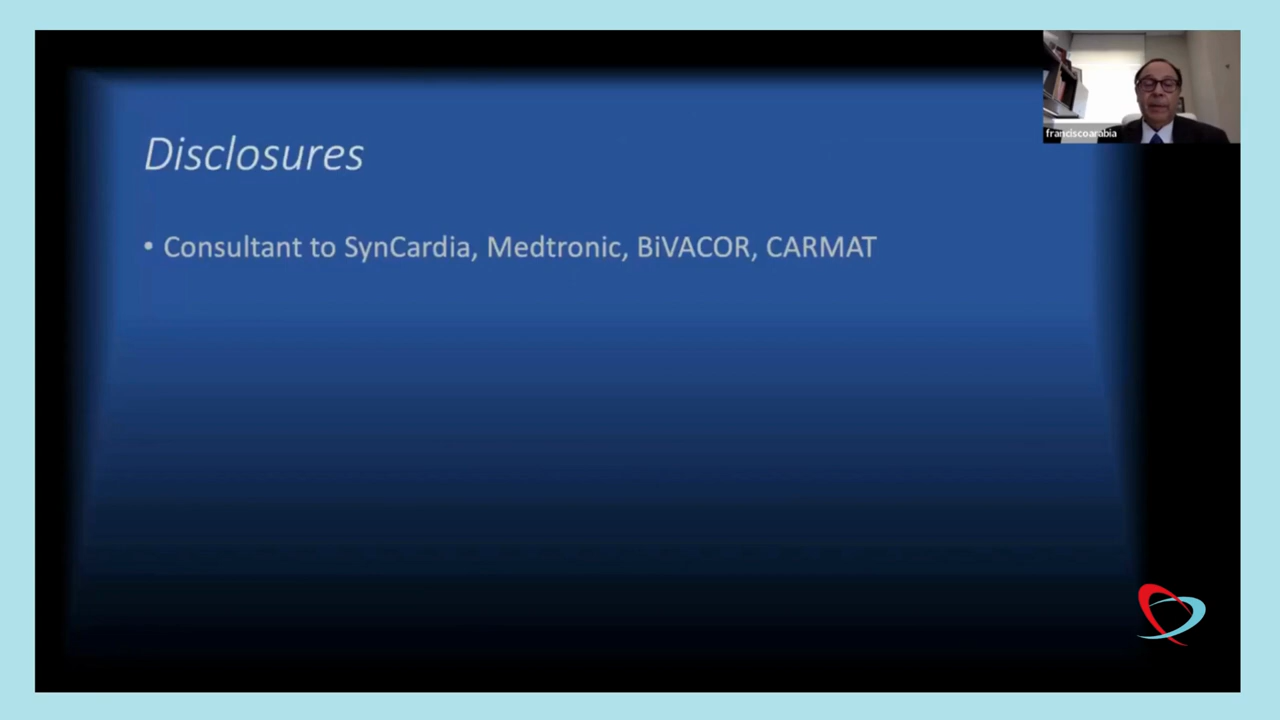 franciscoarabia
Disclosures
• Consultant to SynCardia, Medtronic, BiVACOR, CARMAT